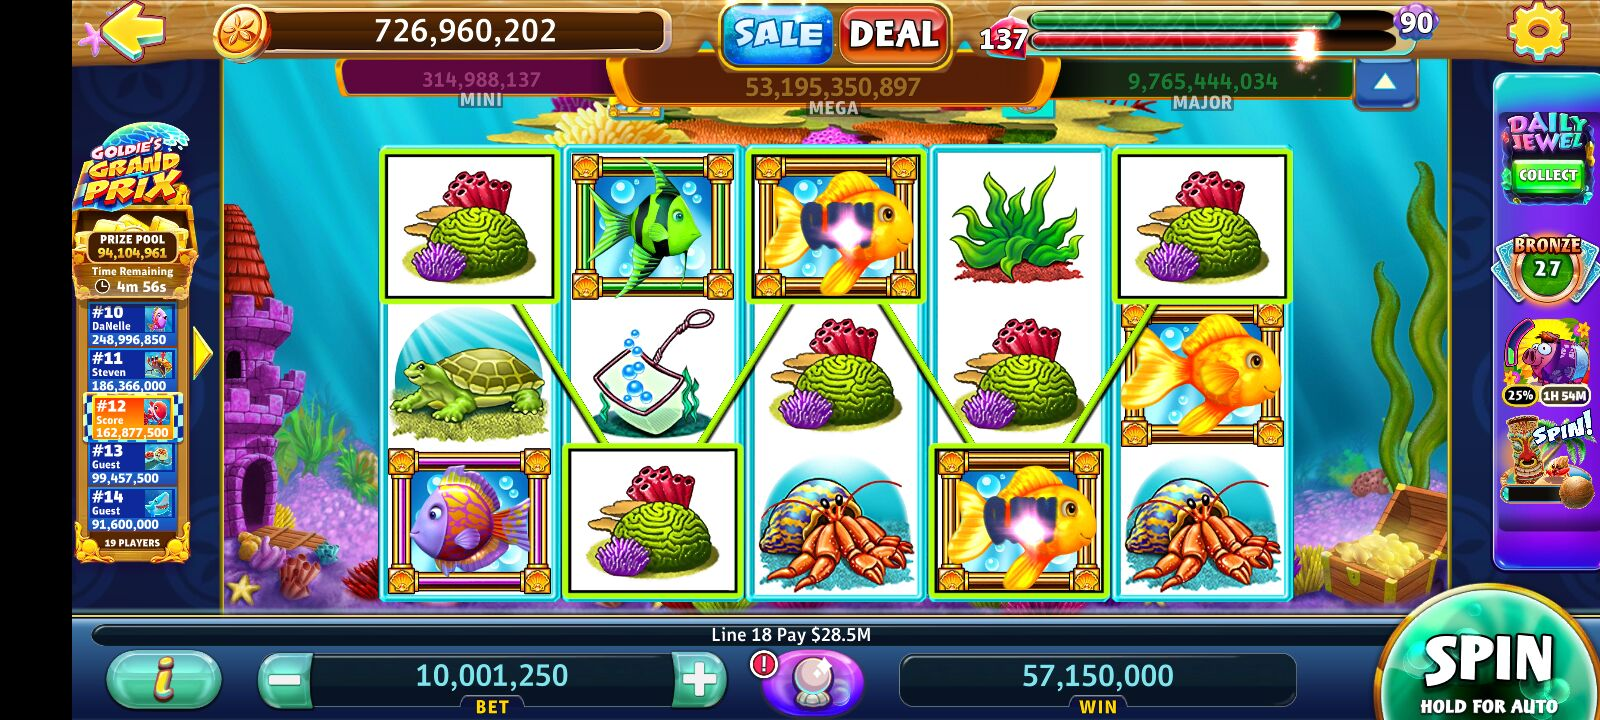 726,960,202
SALE
DEAL
137
90
314,988,137
MINI
53,195,350,897
MEGA
9,765,444,034
MAJOR
GOLDIE'S
GRAND
PRIX
PRIZE POOL
94,104,961
Time Remaining
4m 56s
#10
DaNelle
248,996,850
#11
Steven
186,366,000
#12
Score
162,877,500
#13
Guest
99,457,500
#14
Guest
91,600,000
19 PLAYERS
DAILY
JEWEL
COLLECT
BRONZE
27
25%
1H 54M
SPIN!
Line 18 Pay $28.5M
i
10,001,250
BET
!
57,150,000
WIN
SPIN
HOLD FOR AUTO